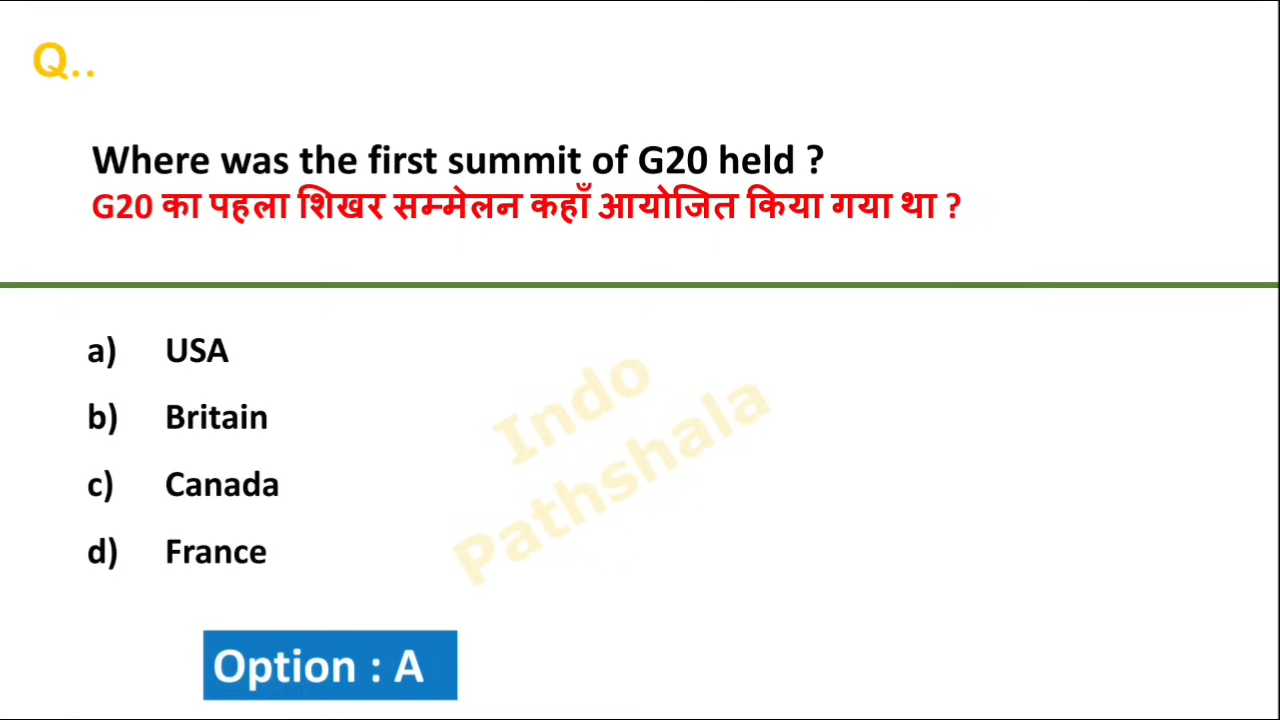 Q..
Where was the first summit of G20 held ?
G20 का पहला शिखर सम्मेलन कहाँ आयोजित किया गया था ?
a) USA
b) Britain
c) Canada
d) France
Indo
Pathshala
Option : A